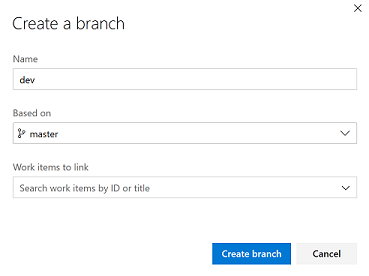 Create a branch
Name
dev
Based on
master
Work items to link
Search work items by ID or title
Create branch
Cancel